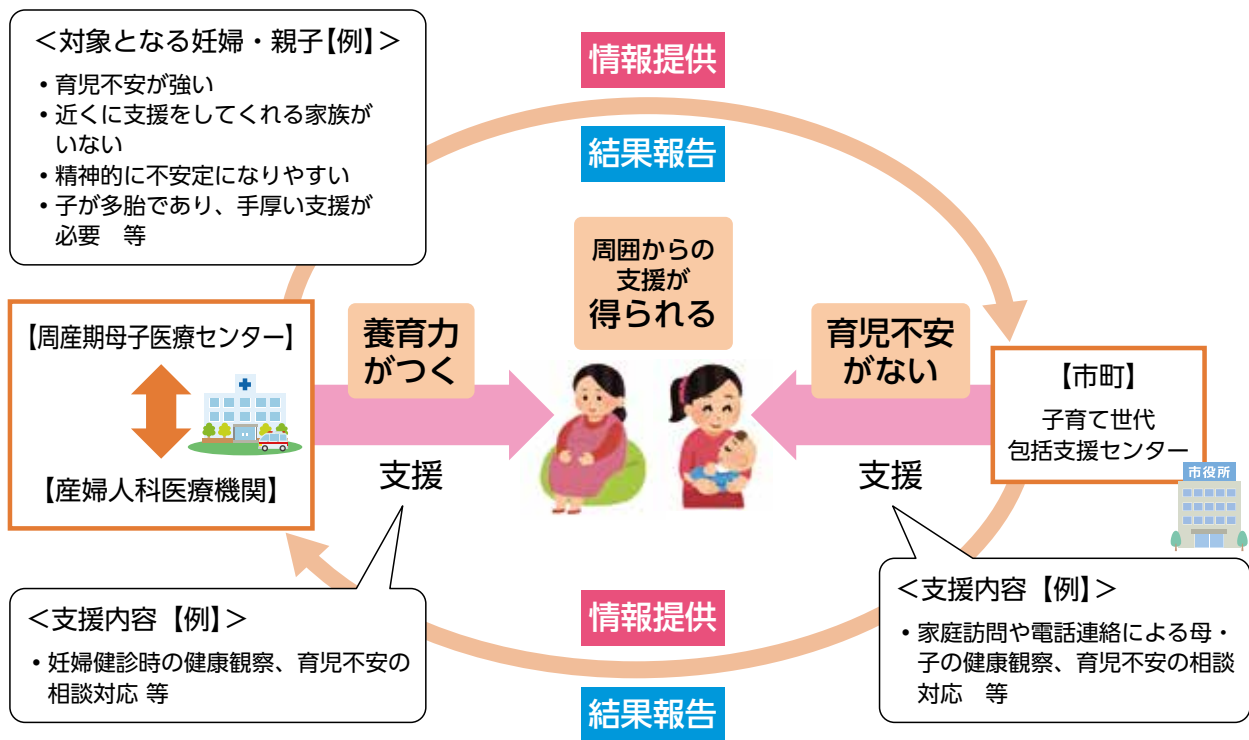 ＜対象となる妊婦・親子【例】＞
・育児不安が強い
・近くに支援をしてくれる家族が
いない
・精神的に不安定になりやすい
・子が多胎であり、手厚い支援が
必要　等
情報提供
結果報告
周囲からの
支援が
得られる
【周産期母子医療センター】
【産婦人科医療機関】
養育力
がつく
支援
育児不安
がない
支援
【市町】
子育て世代
包括支援センター
市役所
＜支援内容【例】＞
・妊婦健診時の健康観察、育児不安の
相談対応 等
情報提供
結果報告
＜支援内容【例】＞
・家庭訪問や電話連絡による母・
子の健康観察、育児不安の相談
対応　等